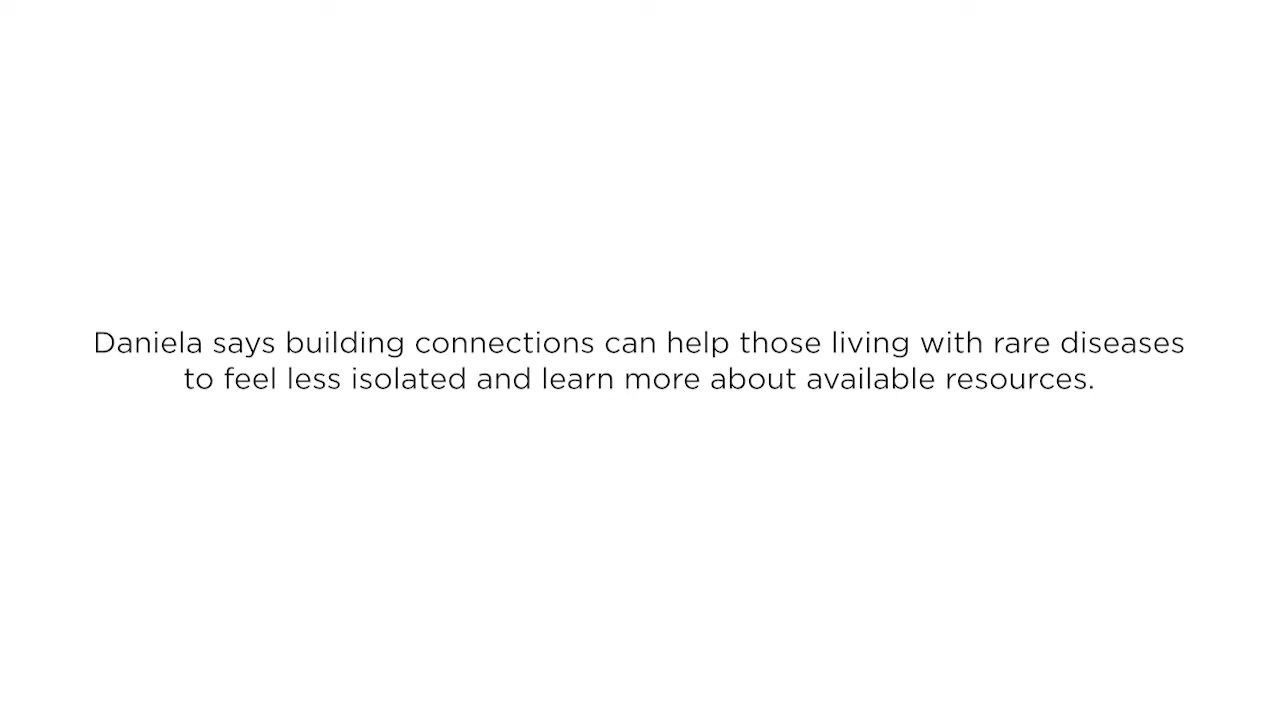 Daniela says building connections can help those living with rare diseases
to feel less isolated and learn more about available resources.